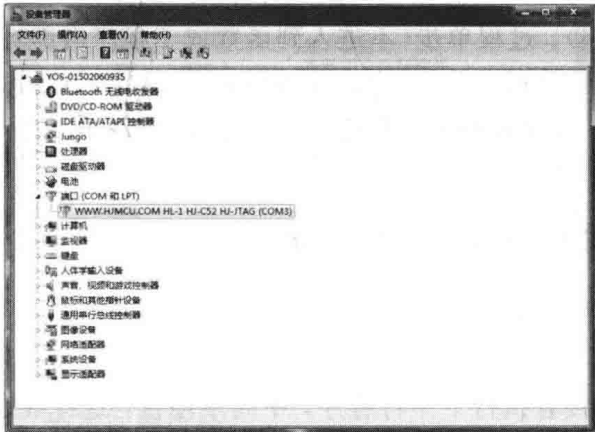 设备管理器
文件(F) 操作(A) 查看(V) 帮助(H)
YOS-01502060935
Bluetooth 无线电收发器
DVD/CD-ROM 驱动器
IDE ATA/ATAPI 控制器
Jungo
处理器
磁盘驱动器
电池
端口 (COM 和 LPT)
WWW.HJMCU.COM HL-1 HJ-C52 HJ-JTAG (COM3)
计算机
监视器
键盘
人体学输入设备
声音、视频和游戏控制器
鼠标和其他指针设备
通用串行总线控制器
图像设备
网络适配器
系统设备
显示适配器